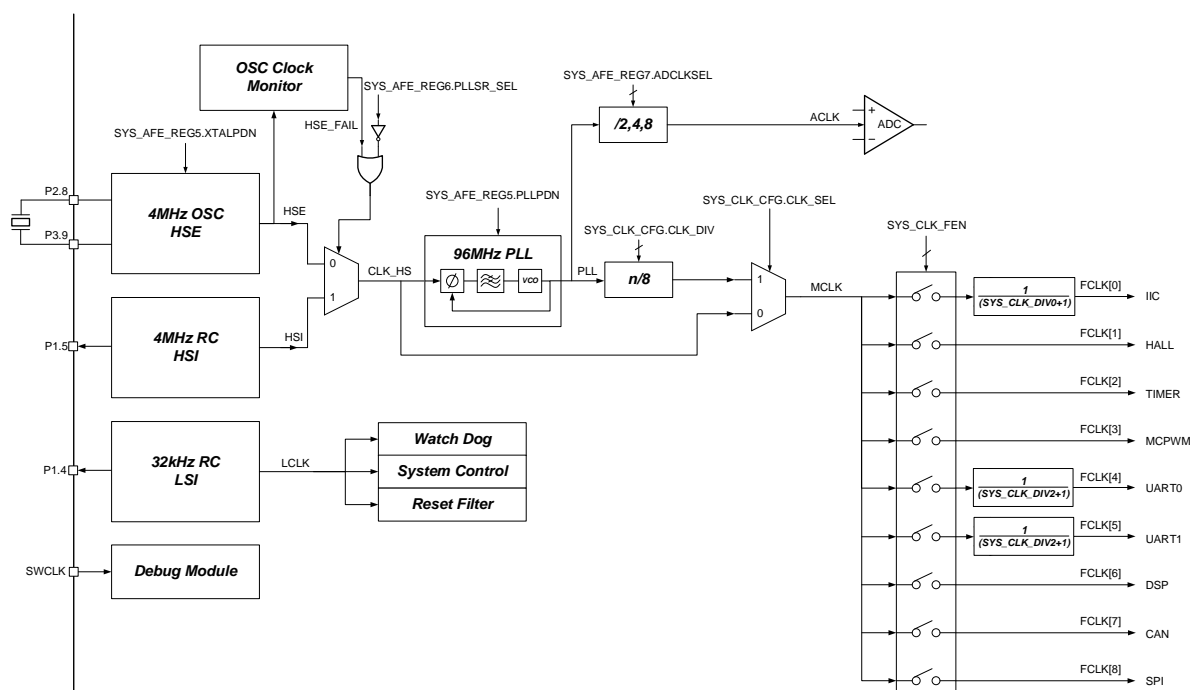 OSC Clock
Monitor
SYS_AFE_REG6.PLLSR_SEL
HSE_FAIL
SYS_AFE_REG7.ADCLKSEL
/2,4,8
ACLK
+
ADC
−
SYS_AFE_REG5.XTALPDN
P2.8
P3.9
4MHz OSC
HSE
HSE
0
1
CLK_HS
SYS_AFE_REG5.PLLPDN
96MHz PLL
VCO
PLL
SYS_CLK_CFG.CLK_DIV
n/8
SYS_CLK_CFG.CLK_SEL
1
0
MCLK
SYS_CLK_FEN
P1.5
4MHz RC
HSI
HSI
P1.4
32kHz RC
LSI
LCLK
Watch Dog
System Control
Reset Filter
SWCLK
Debug Module
1
(SYS_CLK_DIV0+1)
FCLK[0]
IIC
FCLK[1]
HALL
FCLK[2]
TIMER
FCLK[3]
MCPWM
1
(SYS_CLK_DIV2+1)
FCLK[4]
UART0
1
(SYS_CLK_DIV2+1)
FCLK[5]
UART1
FCLK[6]
DSP
FCLK[7]
CAN
FCLK[8]
SPI